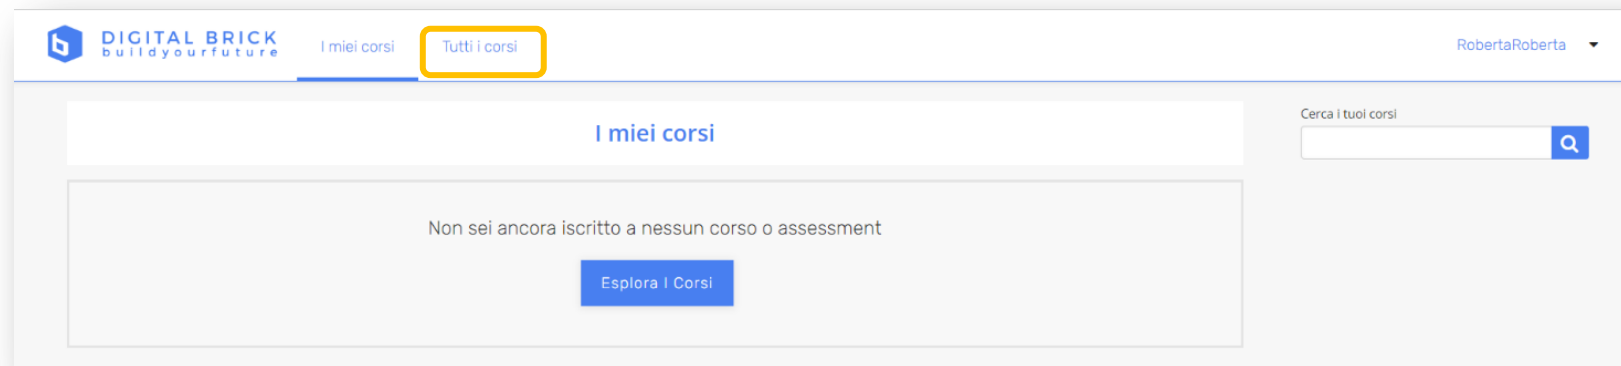 DIGITAL BRICK
buildyourfuture
I miei corsi
Tutti i corsi
RobertaRoberta
I miei corsi
Cerca i tuoi corsi
Non sei ancora iscritto a nessun corso o assessment
Esplora I Corsi